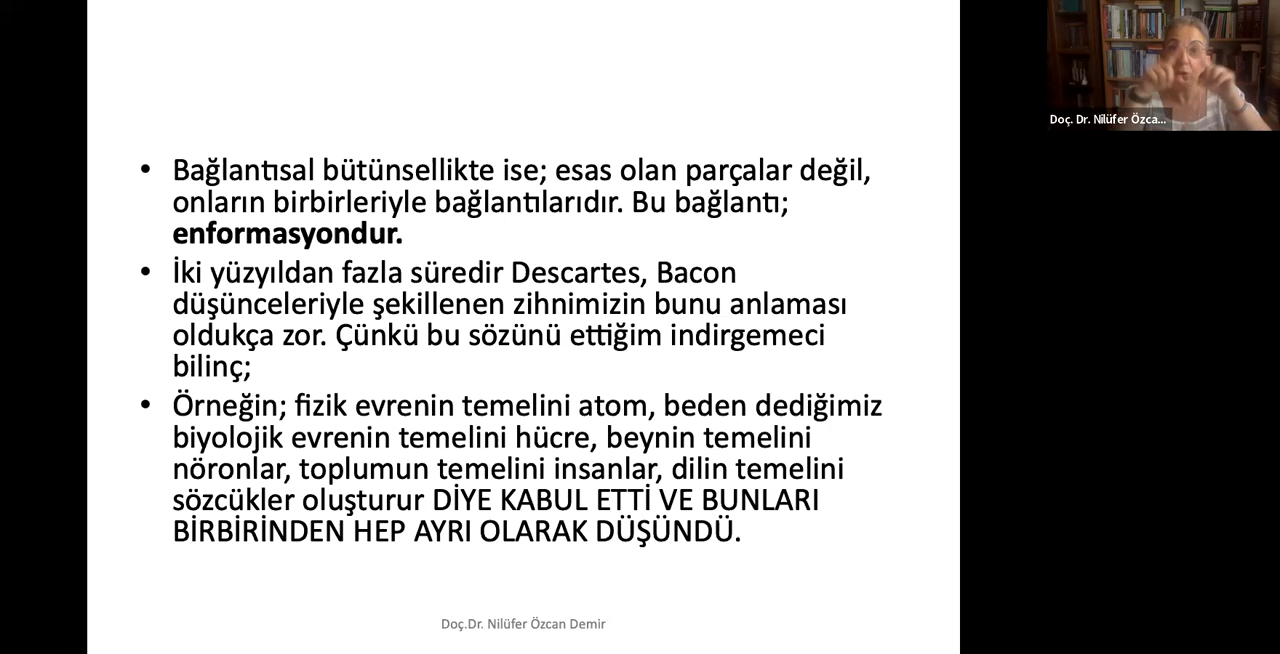 • Bağlantısal bütünsellikte ise; esas olan parçalar değil,
onların birbirleriyle bağlantılarıdır. Bu bağlantı;
enformasyondur.
• İki yüzyıldan fazla süredir Descartes, Bacon
düşünceleriyle şekillenen zihnimizin bunu anlaması
oldukça zor. Çünkü bu sözünü ettiğim indirgemeci
bilinç;
• Örneğin; fizik evrenin temelini atom, beden dediğimiz
biyolojik evrenin temelini hücre, beynin temelini
nöronlar, toplumun temelini insanlar, dilin temelini
sözcükler oluşturur DİYE KABUL ETTİ VE BUNLARI
BİRBİRİNDEN HEP AYRI OLARAK DÜŞÜNDÜ.
Doç.Dr. Nilüfer Özcan Demir
Doç. Dr. Nilüfer Özca...